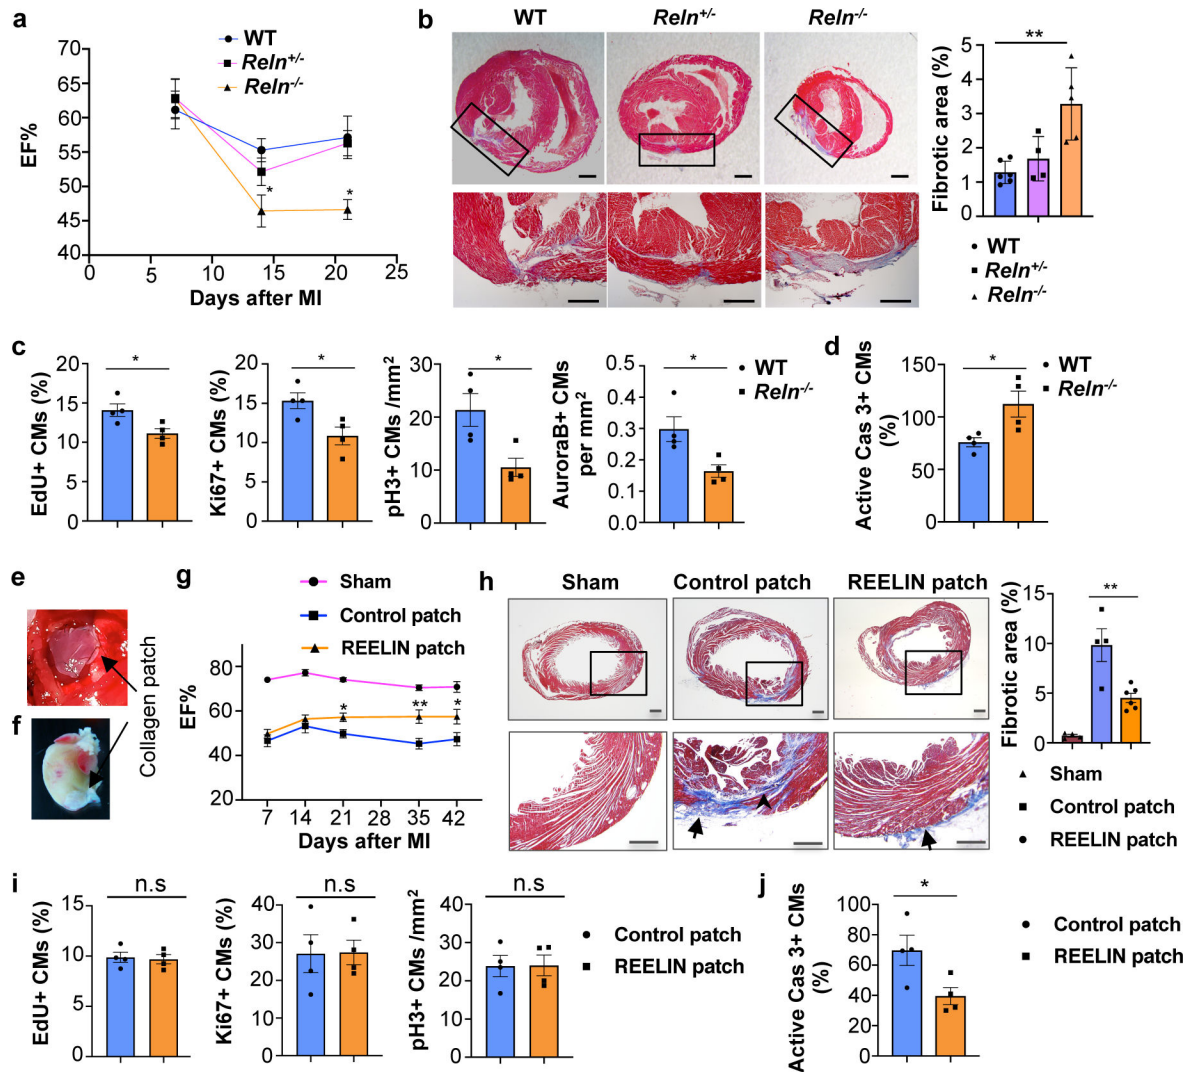 a
WT
Reln+/-
Reln-/-
EF%
70
65
60
55
50
45
40
*
*
0 5 10 15 20 25
Days after MI
b
WT Reln+/- Reln-/-
Fibrotic area (%)
5
4
3
2
1
0
**
WT
Reln+/-
Reln-/-
c
EdU+ CMs (%)
20
15
10
5
0
*
Ki67+ CMs (%)
20
15
10
5
0
*
pH3+ CMs /mm2
30
20
10
0
*
AuroraB+ CMs
per mm2
0.5
0.4
0.3
0.2
0.1
0.0
*
WT
Reln-/-
d
Active Cas 3+ CMs
(%)
150
100
50
0
*
WT
Reln-/-
e
f
Collagen patch
g
Sham
Control patch
REELIN patch
EF%
80
60
40
20
*
**
*
7 14 21 28 35 42
Days after MI
h
Sham Control patch REELIN patch
Fibrotic area (%)
15
10
5
0
**
Sham
Control patch
REELIN patch
i
EdU+ CMs (%)
15
10
5
0
n.s
Ki67+ CMs (%)
40
30
20
10
0
n.s
pH3+ CMs /mm2
40
30
20
10
0
n.s
Control patch
REELIN patch
j
Active Cas 3+ CMs
(%)
100
80
60
40
20
0
*
Control patch
REELIN patch